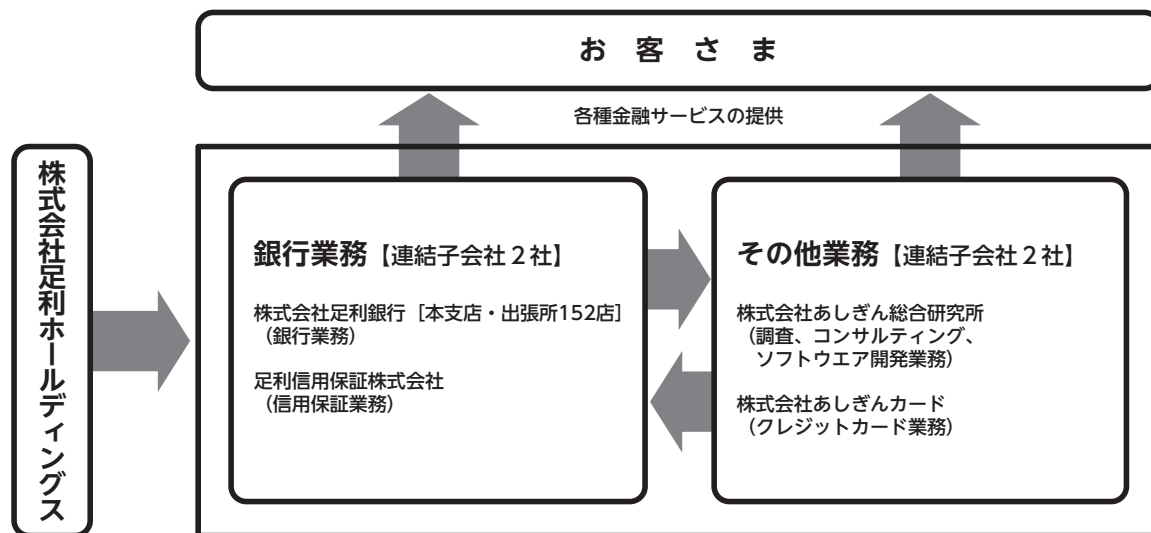 お 客 さ ま
各種金融サービスの提供
株式会社足利ホールディングス
銀行業務【連結子会社２社】
株式会社足利銀行［本支店・出張所152店］
（銀行業務）
足利信用保証株式会社
（信用保証業務）
その他業務【連結子会社２社】
株式会社あしぎん総合研究所
（調査、コンサルティング、
ソフトウエア開発業務）
株式会社あしぎんカード
（クレジットカード業務）